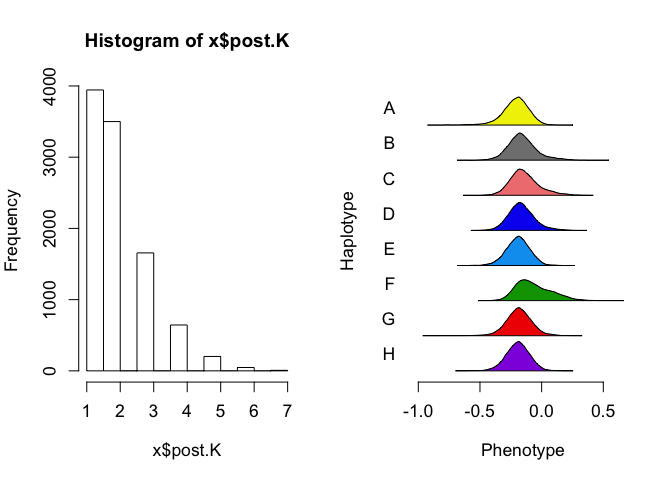 Histogram of x$post.K
Frequency
0
1000
2000
3000
4000
1 2 3 4 5 6 7
x$post.K
Haplotype
A
B
C
D
E
F
G
H
-1.0 -0.5 0.0 0.5
Phenotype